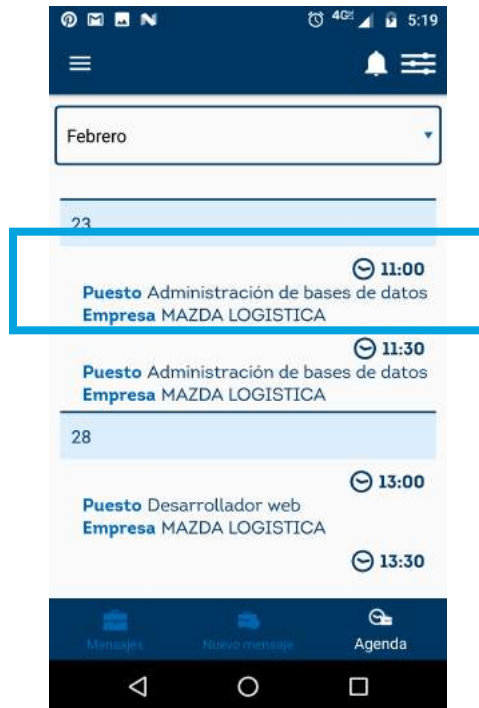 4G 5:19
Febrero
23
11:00
Puesto Administración de bases de datos
Empresa MAZDA LOGISTICA
11:30
Puesto Administración de bases de datos
Empresa MAZDA LOGISTICA
28
13:00
Puesto Desarrollador web
Empresa MAZDA LOGISTICA
13:30
Mensajes Nuevo mensaje Agenda